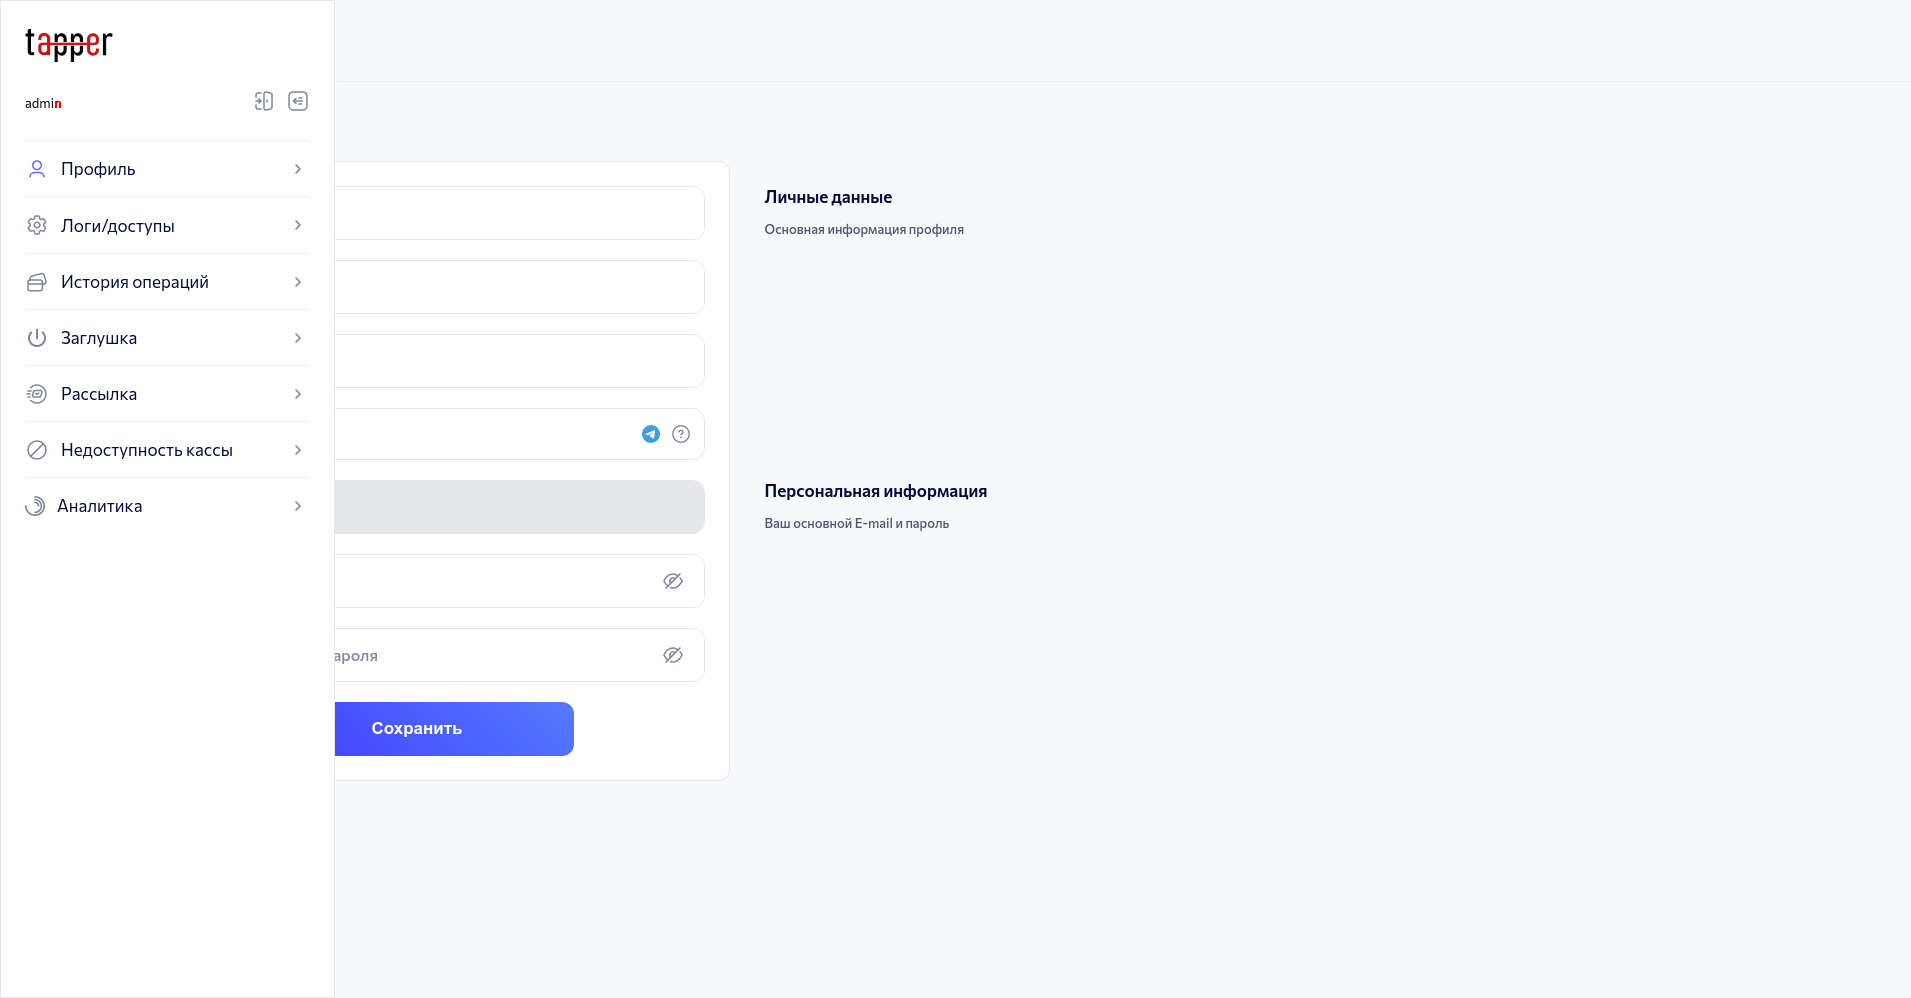 tapper
admin
Профиль
Логи/доступы
История операций
Заглушка
Рассылка
Недоступность кассы
Аналитика
ароля
Сохранить
Личные данные
Основная информация профиля
Персональная информация
Ваш основной E-mail и пароль